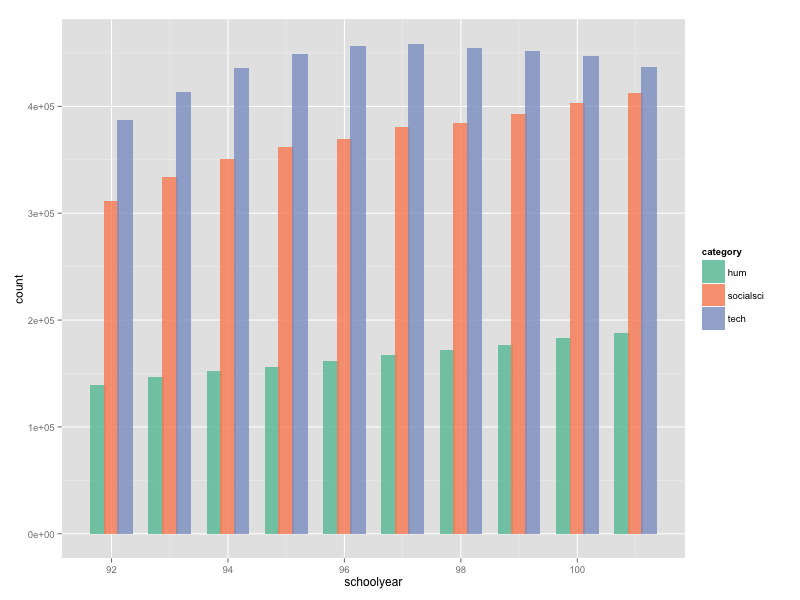 count
4e+05
3e+05
2e+05
1e+05
0e+00
92
94
96
98
100
schoolyear
category
hum
socialsci
tech